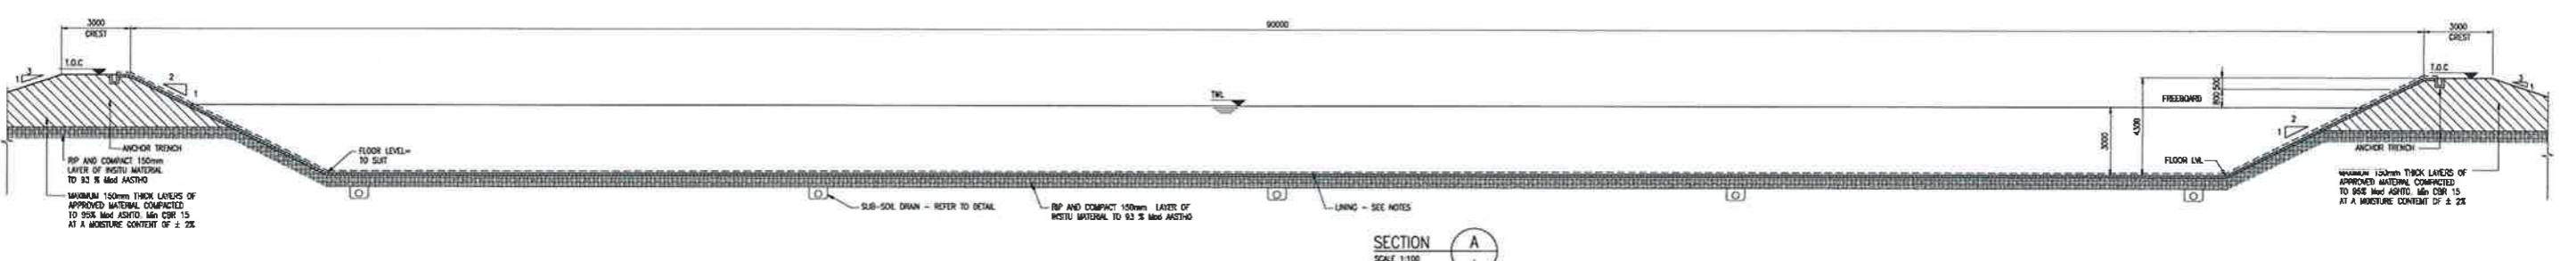 3000
CREST
90000
3000
CREST
3
1
T.O.C
2
1
TWL
FREEBOARD
800
500
3000
4300
T.O.C
3
1
2
1
ANCHOR TRENCH
RIP AND COMPACT 150mm
LAYER OF INSITU MATERIAL
TO 93 % Mod AASTHO
MAXIMUM 150mm THICK LAYERS OF
APPROVED MATERIAL COMPACTED
TO 95% Mod ASHTO. Min CBR 15
AT A MOISTURE CONTENT OF ± 2%
FLOOR LEVEL=
TO SUIT
SUB-SOIL DRAIN - REFER TO DETAIL
RIP AND COMPACT 150mm LAYER OF
INSITU MATERIAL TO 93 % Mod AASTHO
LINING - SEE NOTES
FLOOR LVL
ANCHOR TRENCH
MAXIMUM 150mm THICK LAYERS OF
APPROVED MATERIAL COMPACTED
TO 95% Mod ASHTO. Min CBR 15
AT A MOISTURE CONTENT OF ± 2%
SECTION A
SCALE 1:100